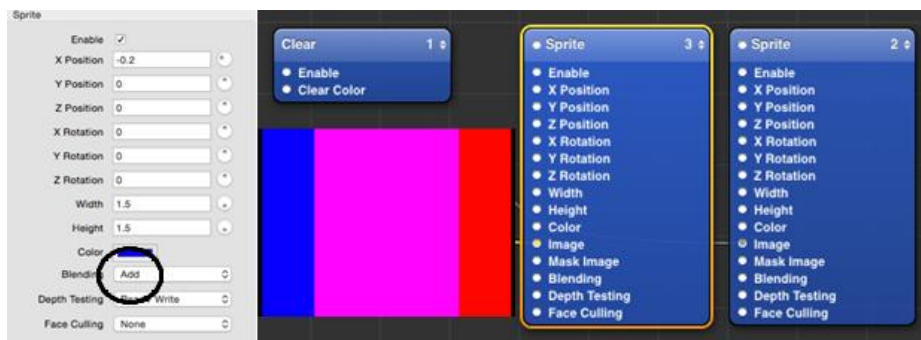 Sprite
Enable
X Position -0.2
Y Position 0
Z Position 0
X Rotation 0
Y Rotation 0
Z Rotation 0
Width 1.5
Height 1.5
Color
Blending Add
Depth Testing Read/Write
Face Culling None
Clear 1
Enable
Clear Color
Sprite 3
Enable
X Position
Y Position
Z Position
X Rotation
Y Rotation
Z Rotation
Width
Height
Color
Image
Mask Image
Blending
Depth Testing
Face Culling
Sprite 2
Enable
X Position
Y Position
Z Position
X Rotation
Y Rotation
Z Rotation
Width
Height
Color
Image
Mask Image
Blending
Depth Testing
Face Culling